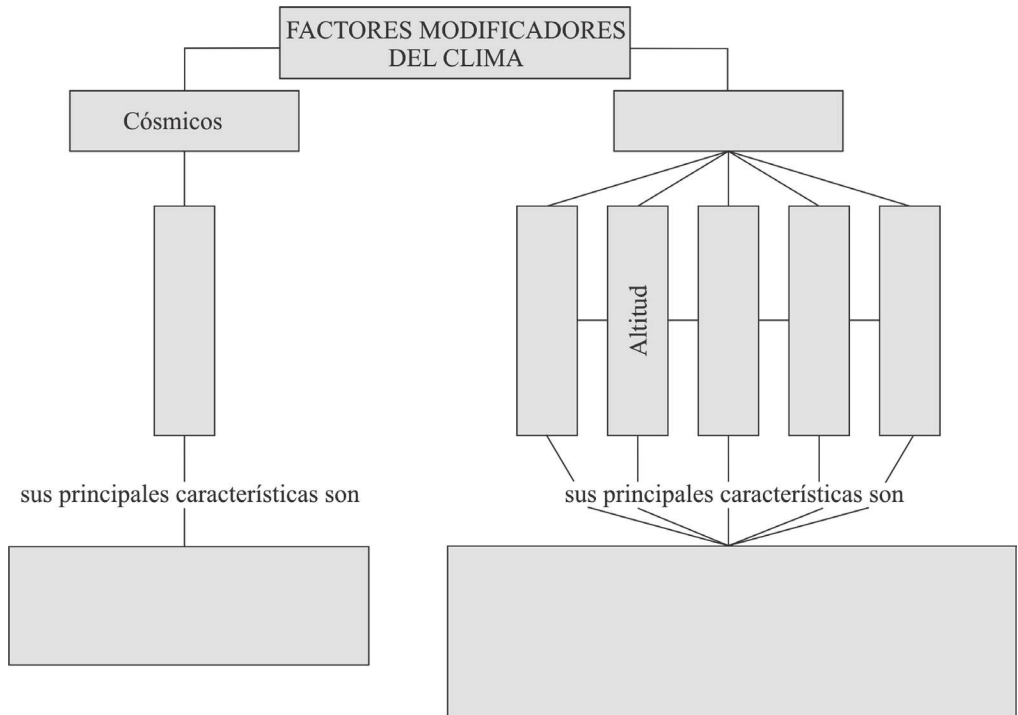 FACTORES MODIFICADORES
DEL CLIMA
Cósmicos
Altitud
sus principales características son
sus principales características son